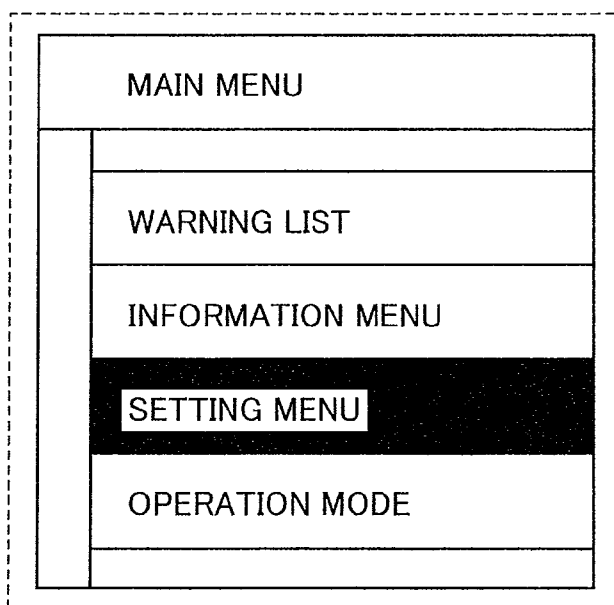 MAIN MENU
WARNING LIST
INFORMATION MENU
SETTING MENU
OPERATION MODE